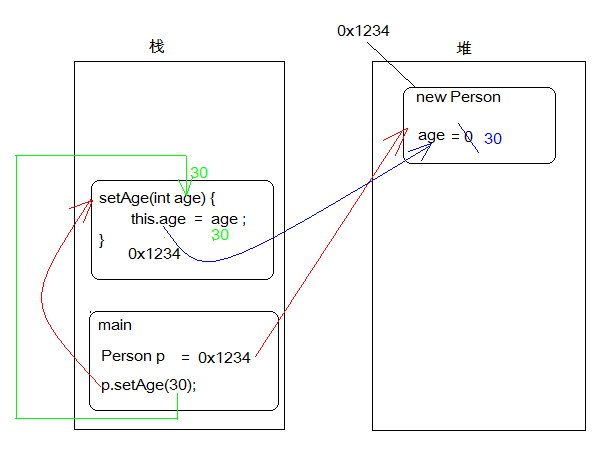 栈
0x1234
堆
new Person
age = 0 30
30
setAge(int age) {
this.age = age ;
30
}
0x1234
main
Person p = 0x1234
p.setAge(30);